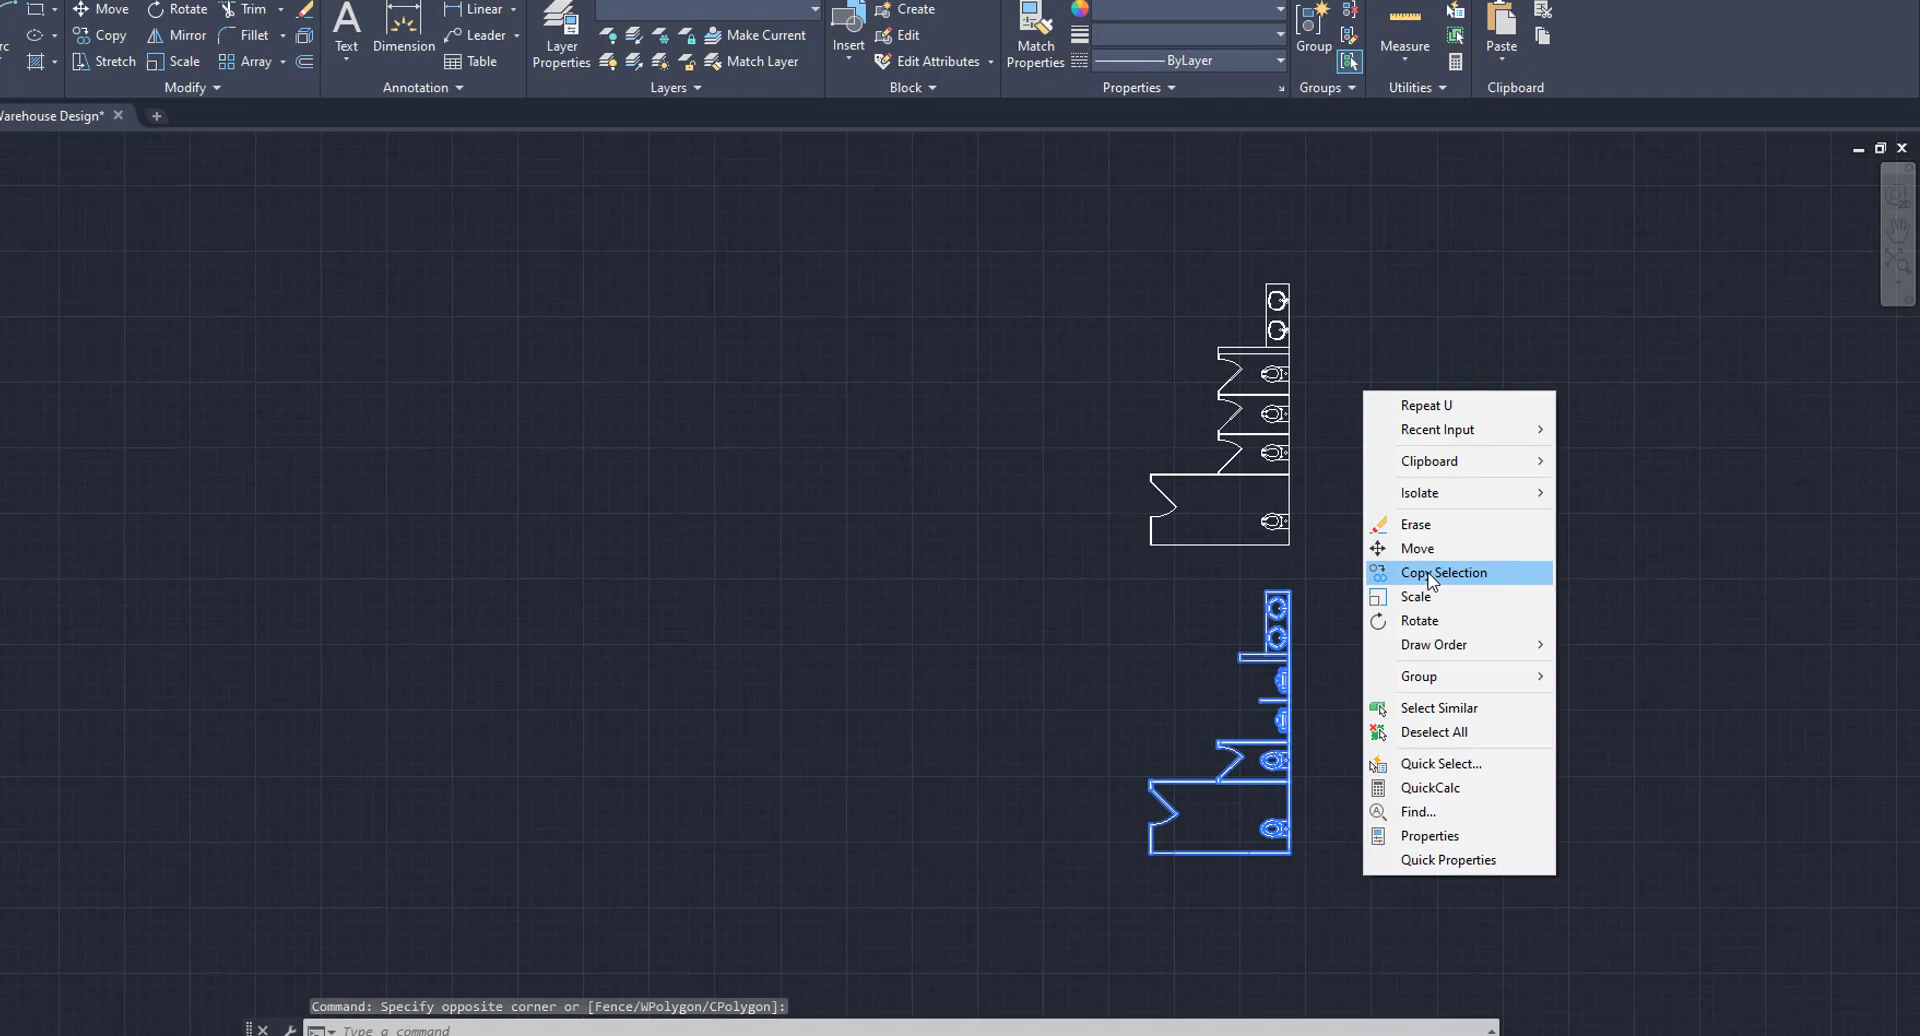 Move Rotate Trim Linear Create
rc Copy Mirror Fillet Text Dimension Leader Layer Properties Make Current Insert Edit Match Properties Group Measure Paste
Stretch Scale Array Table Match Layer Edit Attributes ByLayer
Modify Annotation Layers Block Properties Groups Utilities Clipboard
Warehouse Design*
2D
Repeat U
Recent Input
Clipboard
Isolate
Erase
Move
Copy Selection
Scale
Rotate
Draw Order
Group
Select Similar
Deselect All
Quick Select...
QuickCalc
Find...
Properties
Quick Properties
Command: Specify opposite corner or [Fence/WPolygon/CPolygon]:
Type a command